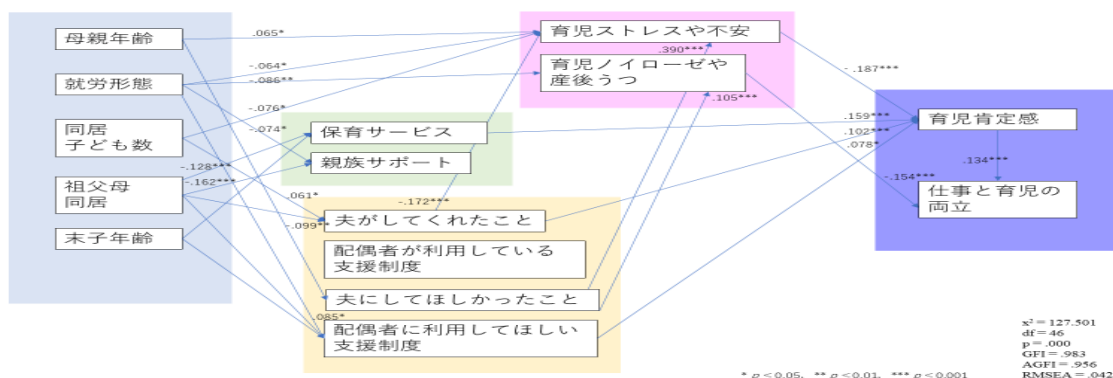 母親年齢
就労形態
同居
子ども数
祖父母
同居
末子年齢
.065*
-.064*
-.086**
-.076*
-.074*
-.128***
-.162***
.061*
-.099**
.085*
保育サービス
親族サポート
-.172***
夫がしてくれたこと
配偶者が利用している
支援制度
夫にしてほしかったこと
配偶者に利用してほしい
支援制度
育児ストレスや不安
.390***
育児ノイローゼや
産後うつ
.105***
-.187***
.159***
.102***
.078*
育児肯定感
.134***
-.154***
仕事と育児の
両立
x² = 127.501
df = 46
p = .000
GFI = .983
AGFI = .956
RMSEA = .042
* p < 0.05, ** p < 0.01, *** p < 0.001